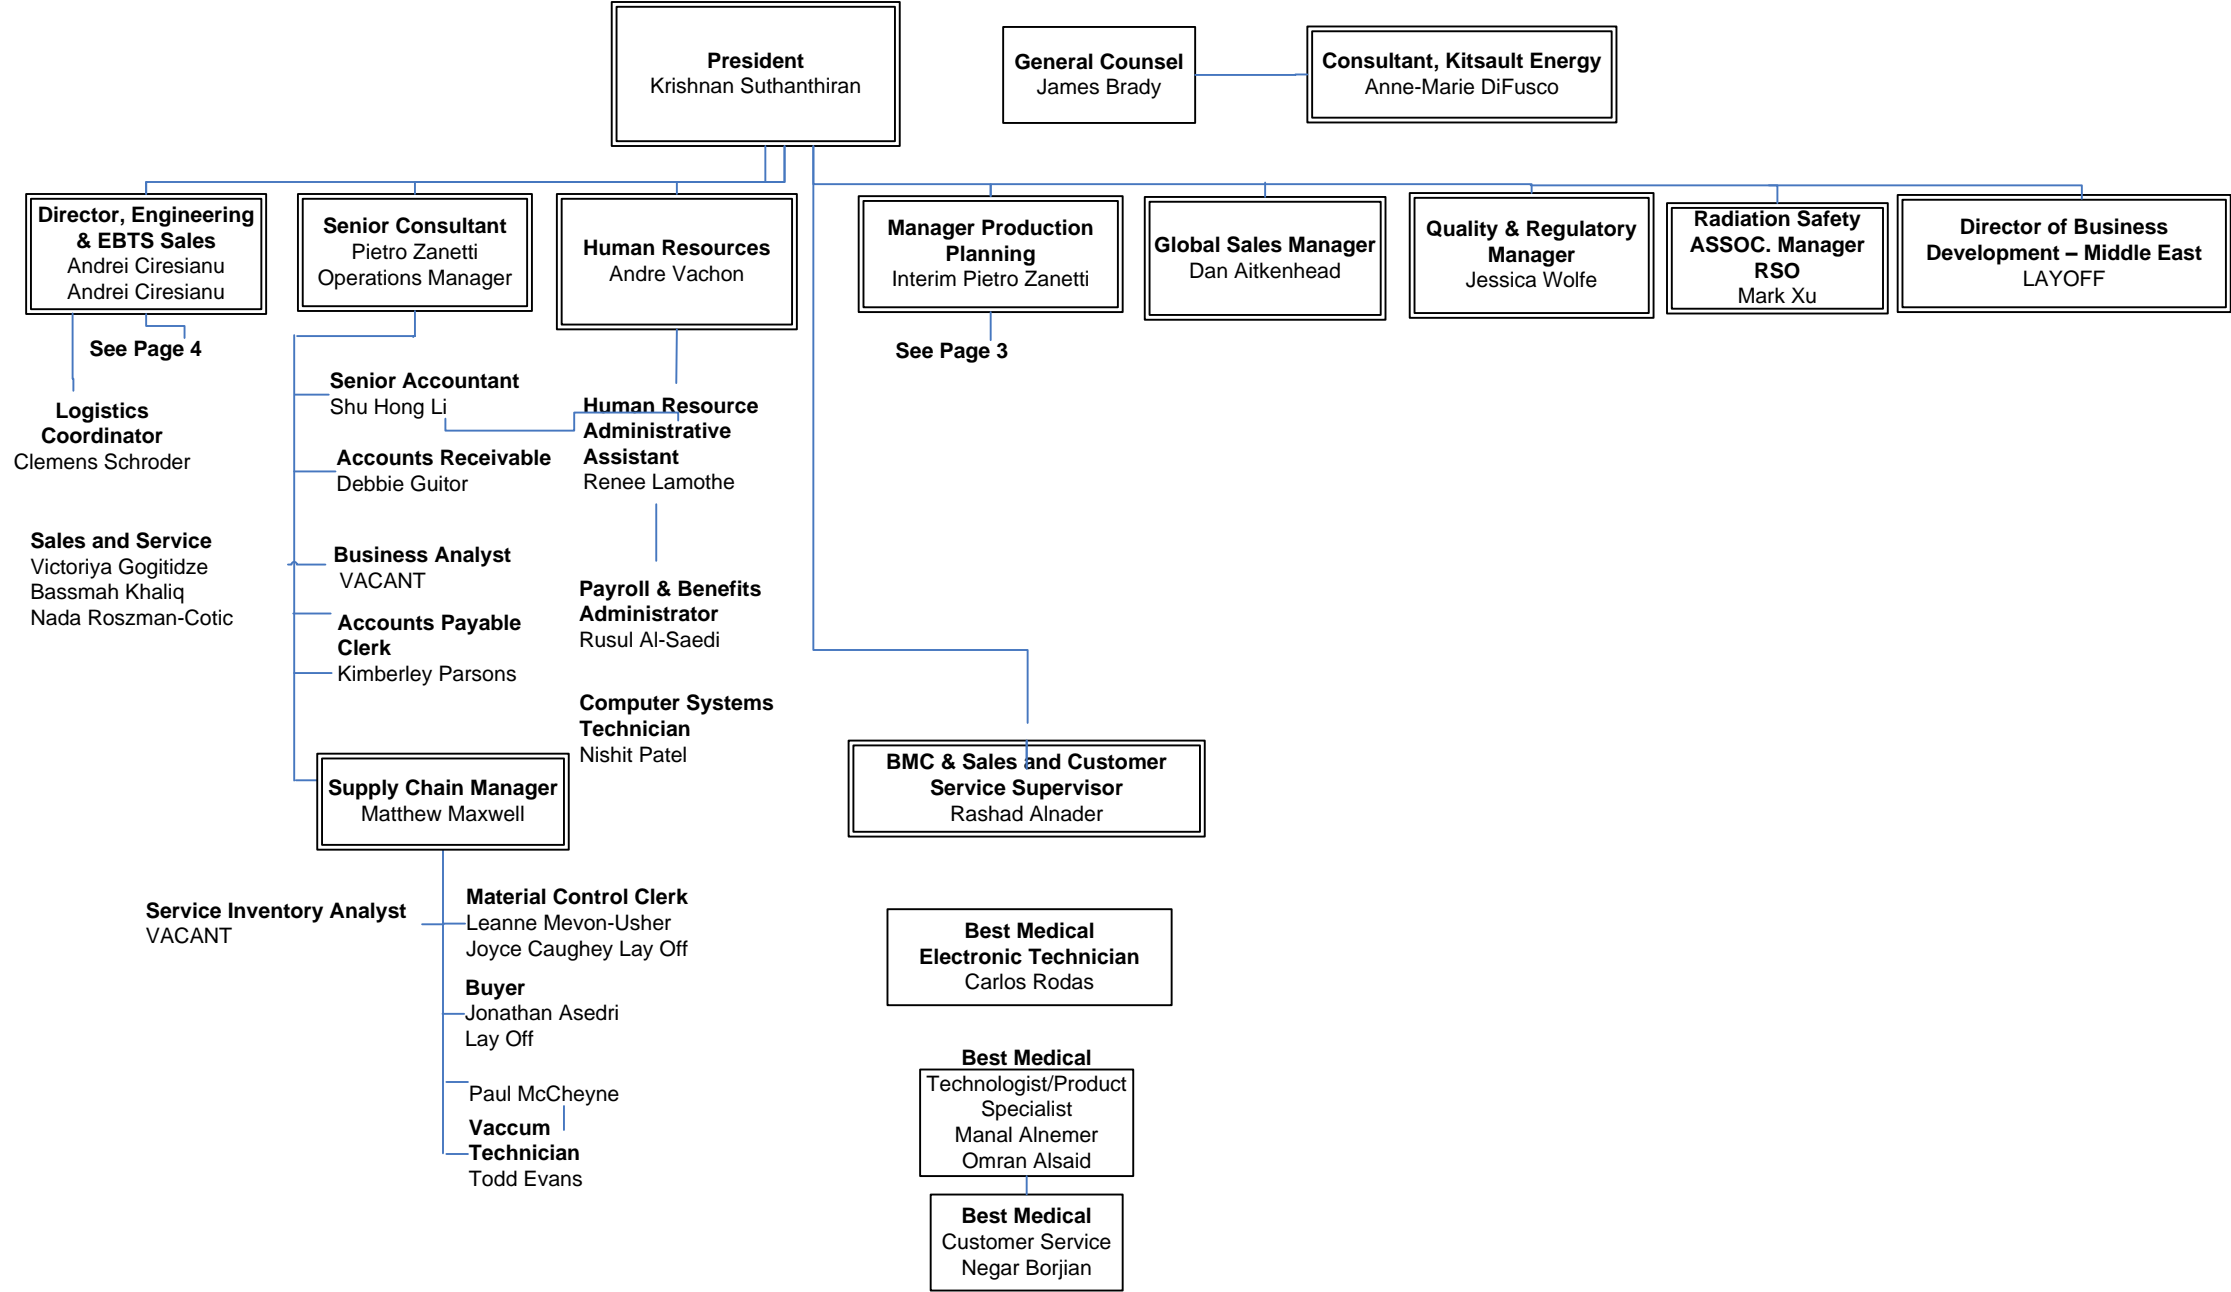 President
Krishnan Suthanthiran
General Counsel
James Brady
Consultant, Kitsault Energy
Anne-Marie DiFusco
Director, Engineering
& EBTS Sales
Andrei Ciresianu
Andrei Ciresianu
Senior Consultant
Pietro Zanetti
Operations Manager
Human Resources
Andre Vachon
Manager Production
Planning
Interim Pietro Zanetti
Global Sales Manager
Dan Aitkenhead
Quality & Regulatory
Manager
Jessica Wolfe
Radiation Safety
ASSOC. Manager
RSO
Mark Xu
Director of Business
Development – Middle East
LAYOFF
See Page 4
See Page 3
Logistics
Coordinator
Clemens Schroder
Sales and Service
Victoriya Gogitidze
Bassmah Khaliq
Nada Roszman-Cotic
Senior Accountant
Shu Hong Li
Accounts Receivable
Debbie Guitor
Business Analyst
VACANT
Accounts Payable
Clerk
Kimberley Parsons
Human Resource
Administrative
Assistant
Renee Lamothe
Payroll & Benefits
Administrator
Rusul Al-Saedi
Computer Systems
Technician
Nishit Patel
Supply Chain Manager
Matthew Maxwell
BMC & Sales and Customer
Service Supervisor
Rashad Alnader
Service Inventory Analyst
VACANT
Material Control Clerk
Leanne Mevon-Usher
Joyce Caughey Lay Off
Buyer
Jonathan Asedri
Lay Off
Paul McCheyne
Vaccum
Technician
Todd Evans
Best Medical
Electronic Technician
Carlos Rodas
Best Medical
Technologist/Product
Specialist
Manal Alnemer
Omran Alsaid
Best Medical
Customer Service
Negar Borjian